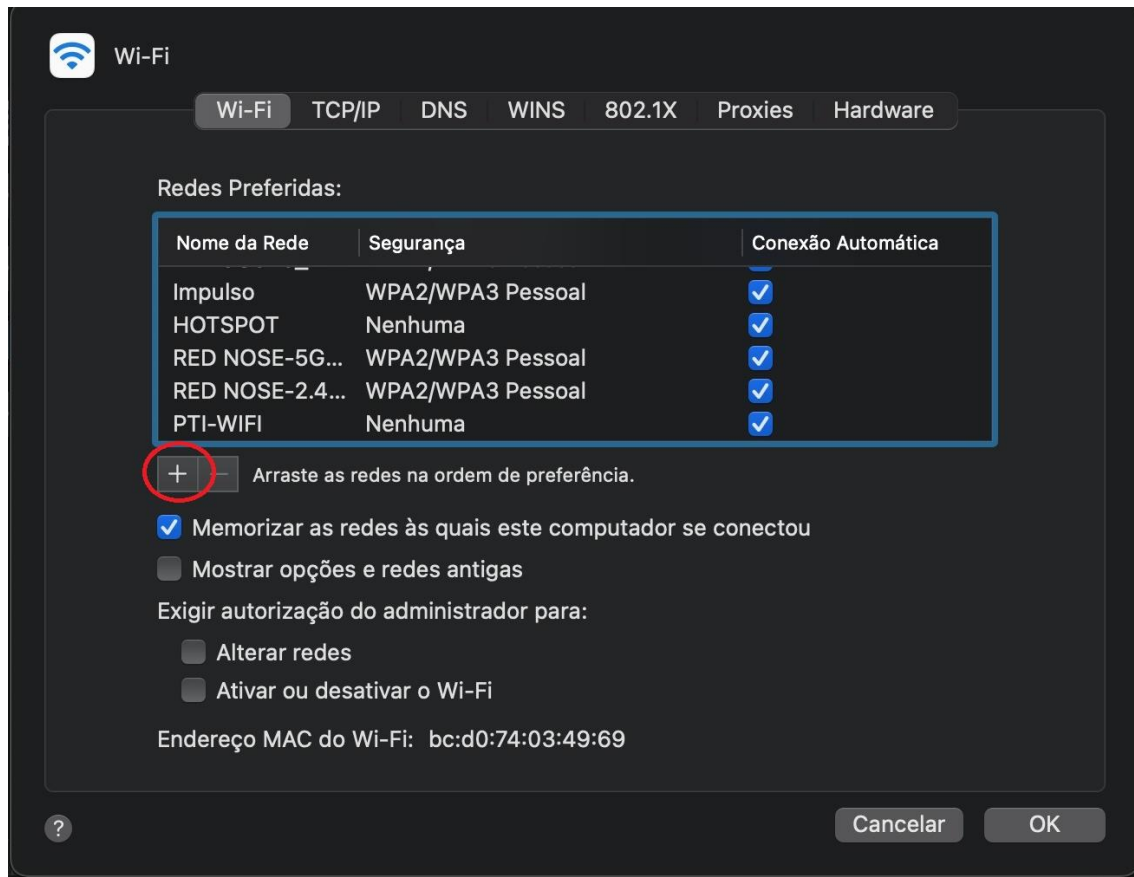 Wi-Fi
Wi-Fi TCP/IP DNS WINS 802.1X Proxies Hardware
Redes Preferidas:
Nome da Rede Segurança Conexão Automática
Impulso WPA2/WPA3 Pessoal
HOTSPOT Nenhuma
RED NOSE-5G... WPA2/WPA3 Pessoal
RED NOSE-2.4... WPA2/WPA3 Pessoal
PTI-WIFI Nenhuma
+ − Arraste as redes na ordem de preferência.
Memorizar as redes às quais este computador se conectou
Mostrar opções e redes antigas
Exigir autorização do administrador para:
Alterar redes
Ativar ou desativar o Wi-Fi
Endereço MAC do Wi-Fi: bc:d0:74:03:49:69
? Cancelar OK